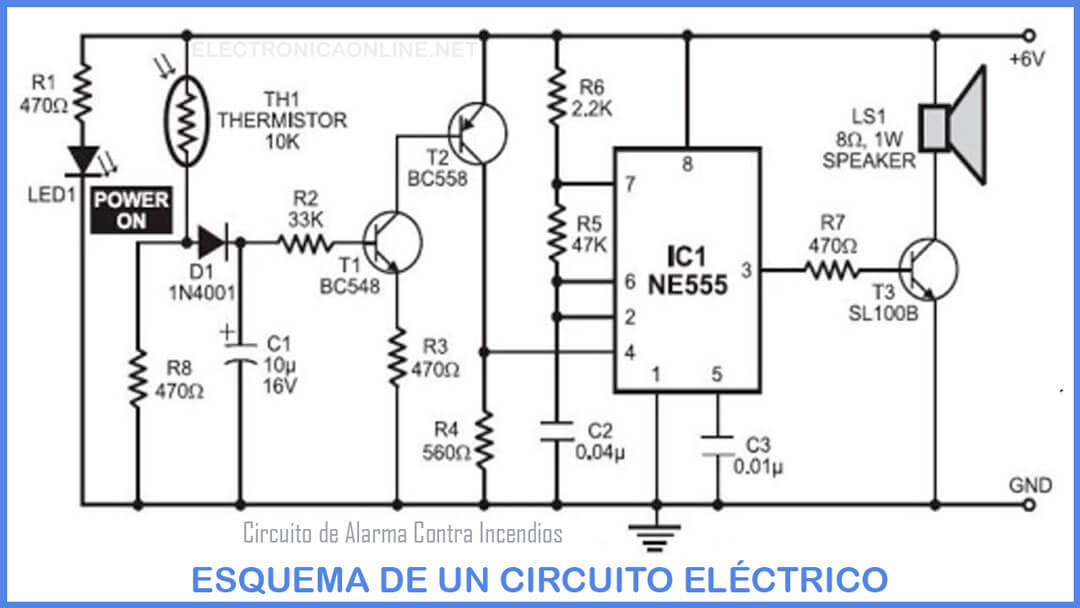 ELECTRONICAONLINE.NET
+6V
R1
470Ω
LED1
POWER
ON
TH1
THERMISTOR
10K
D1
1N4001
R2
33K
T1
BC548
T2
BC558
R6
2.2K
R5
47K
7
6
2
4
8
IC1
NE555
3
1
5
R7
470Ω
T3
SL100B
LS1
8Ω, 1W
SPEAKER
R8
470Ω
+
C1
10µ
16V
R3
470Ω
R4
560Ω
C2
0.04µ
C3
0.01µ
GND
Circuito de Alarma Contra Incendios
ESQUEMA DE UN CIRCUITO ELÉCTRICO